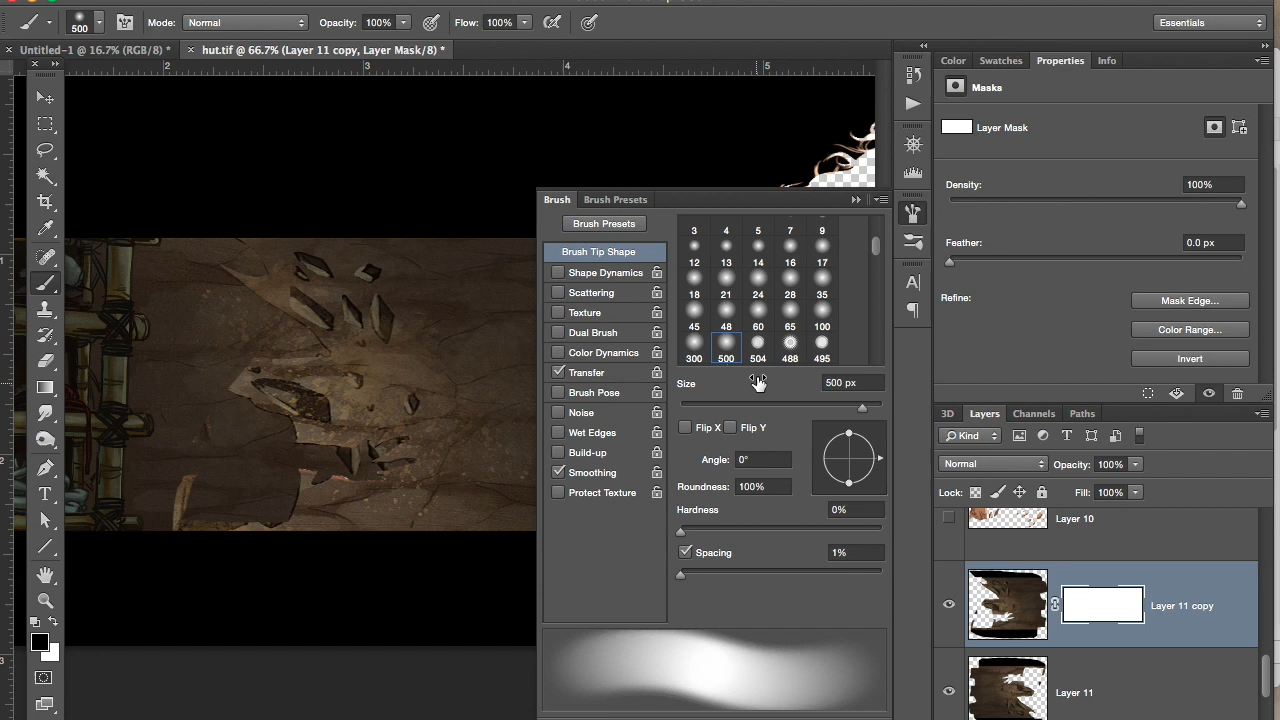 500 Mode: Normal Opacity: 100% Flow: 100% Essentials
Untitled-1 @ 16.7% (RGB/8) * hut.tif @ 66.7% (Layer 11 copy, Layer Mask/8) *
2 3 4 5
1
2
3
Brush Brush Presets
Brush Presets
Brush Tip Shape
Shape Dynamics
Scattering
Texture
Dual Brush
Color Dynamics
Transfer
Brush Pose
Noise
Wet Edges
Build-up
Smoothing
Protect Texture
3 4 5 7 9
12 13 14 16 17
18 21 24 28 35
45 48 60 65 100
300 500 504 488 495
Size 500 px
Flip X Flip Y
Angle: 0°
Roundness: 100%
Hardness 0%
Spacing 1%
Color Swatches Properties Info
Masks
Layer Mask
Density: 100%
Feather: 0.0 px
Refine: Mask Edge...
Color Range...
Invert
3D Layers Channels Paths
Kind
Normal Opacity: 100%
Lock: Fill: 100%
Layer 10
Layer 11 copy
Layer 11